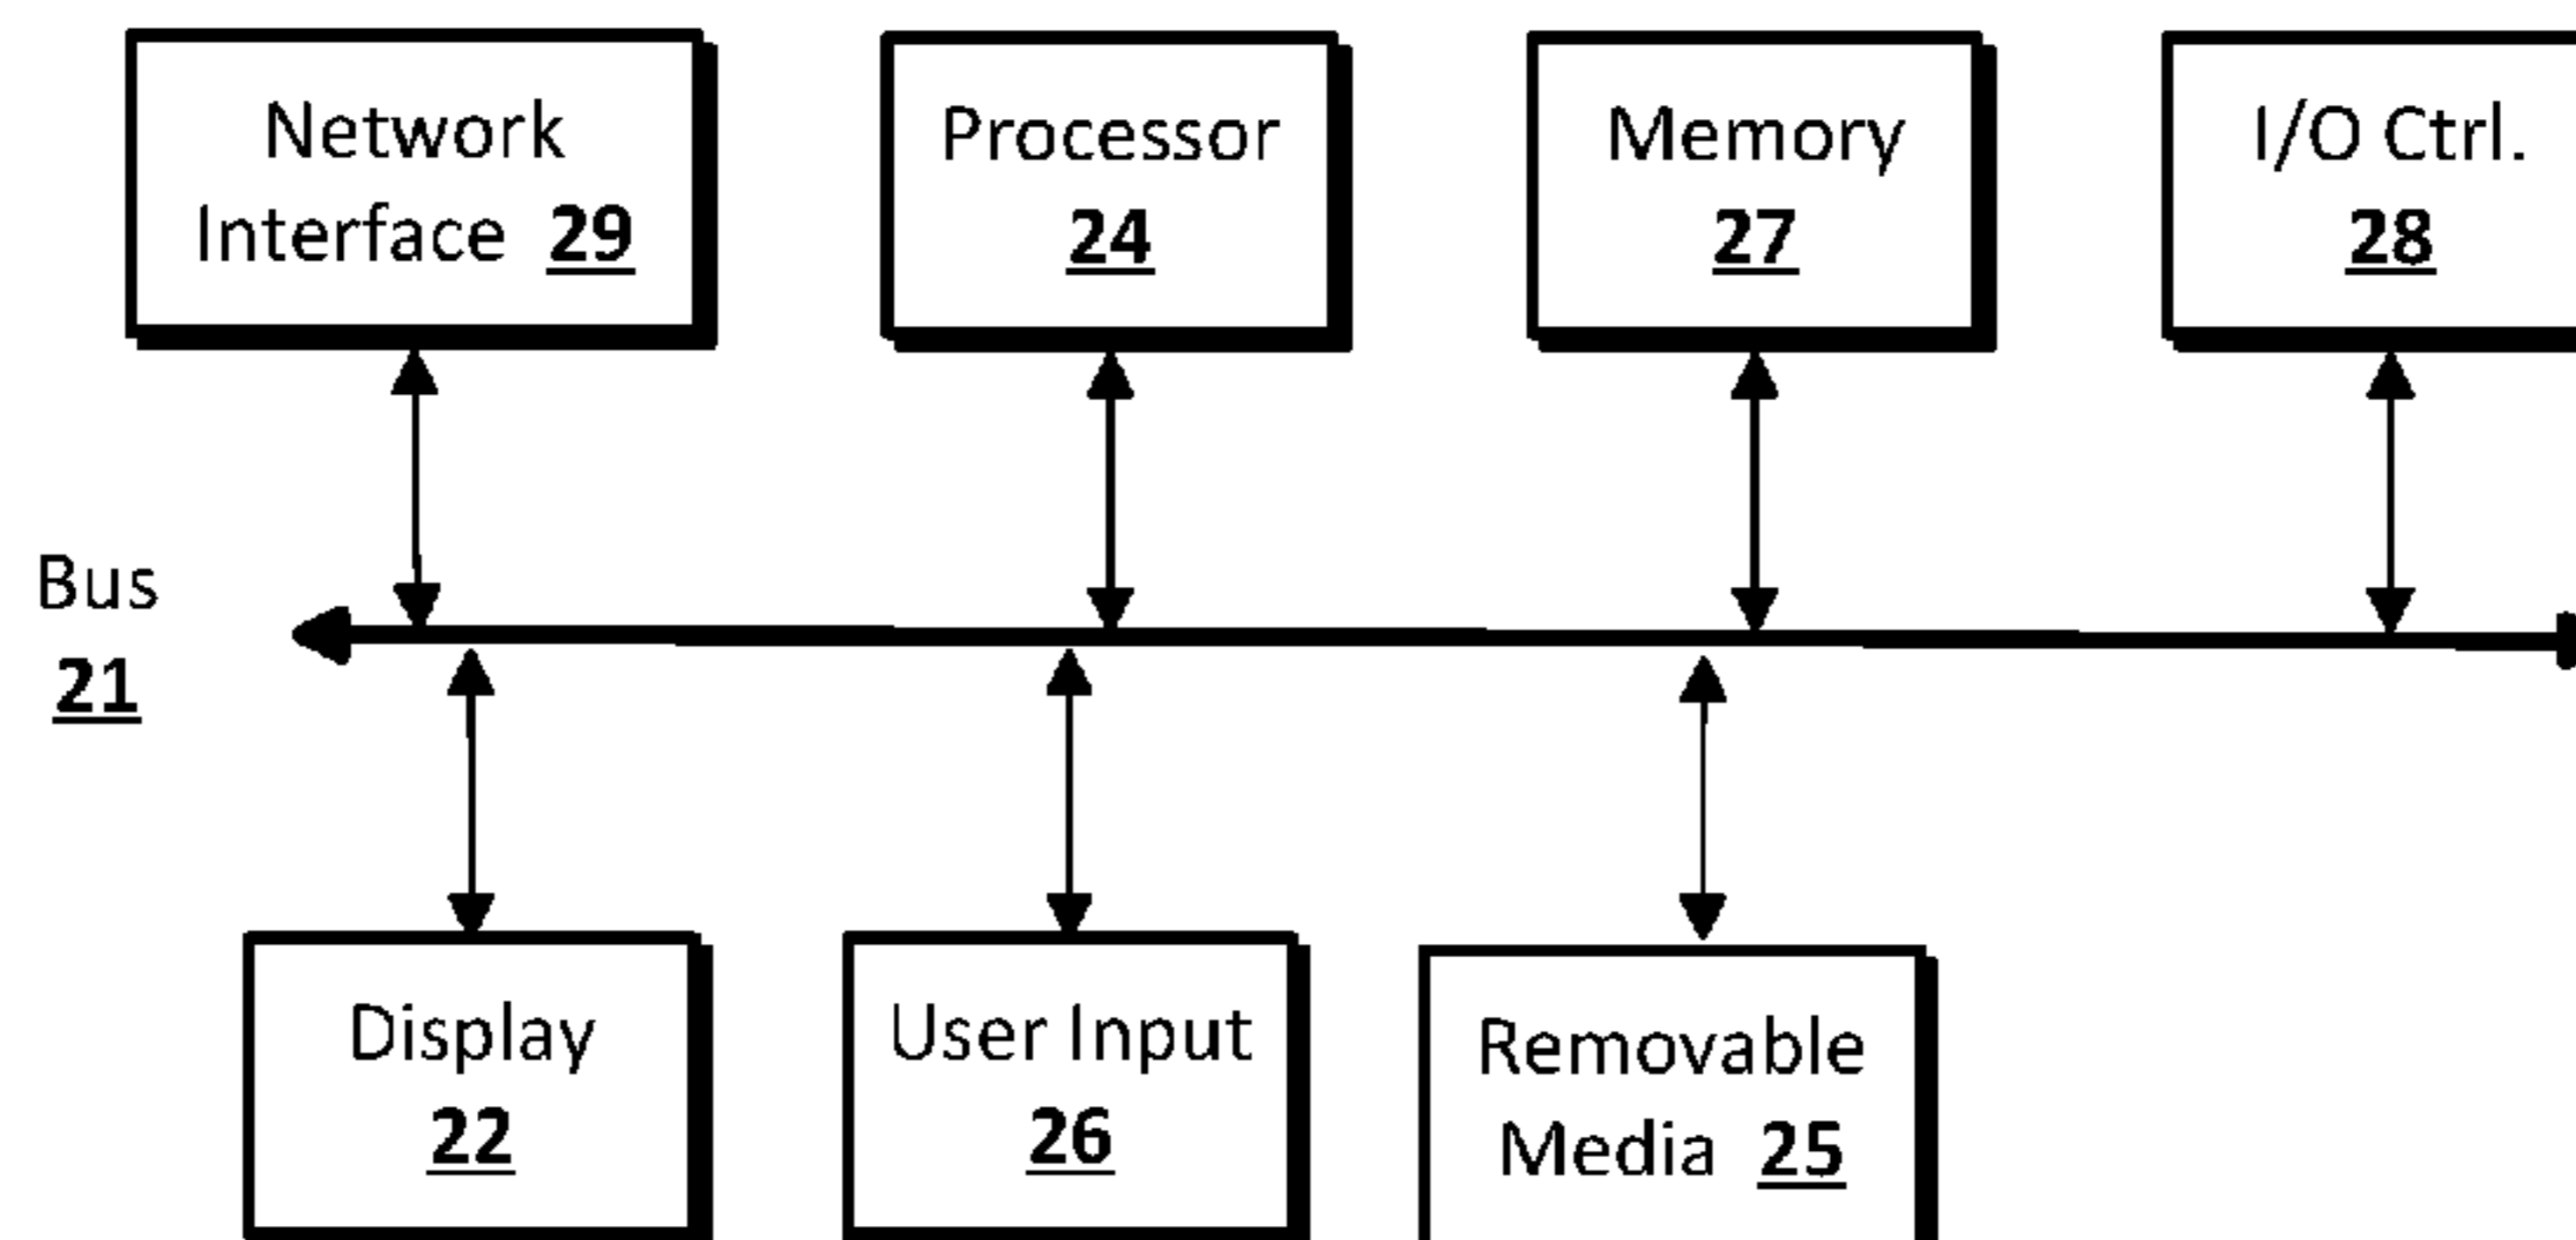 Network
Interface 29
Processor
24
Memory
27
I/O Ctrl.
28
Bus
21
Display
22
User Input
26
Removable
Media 25